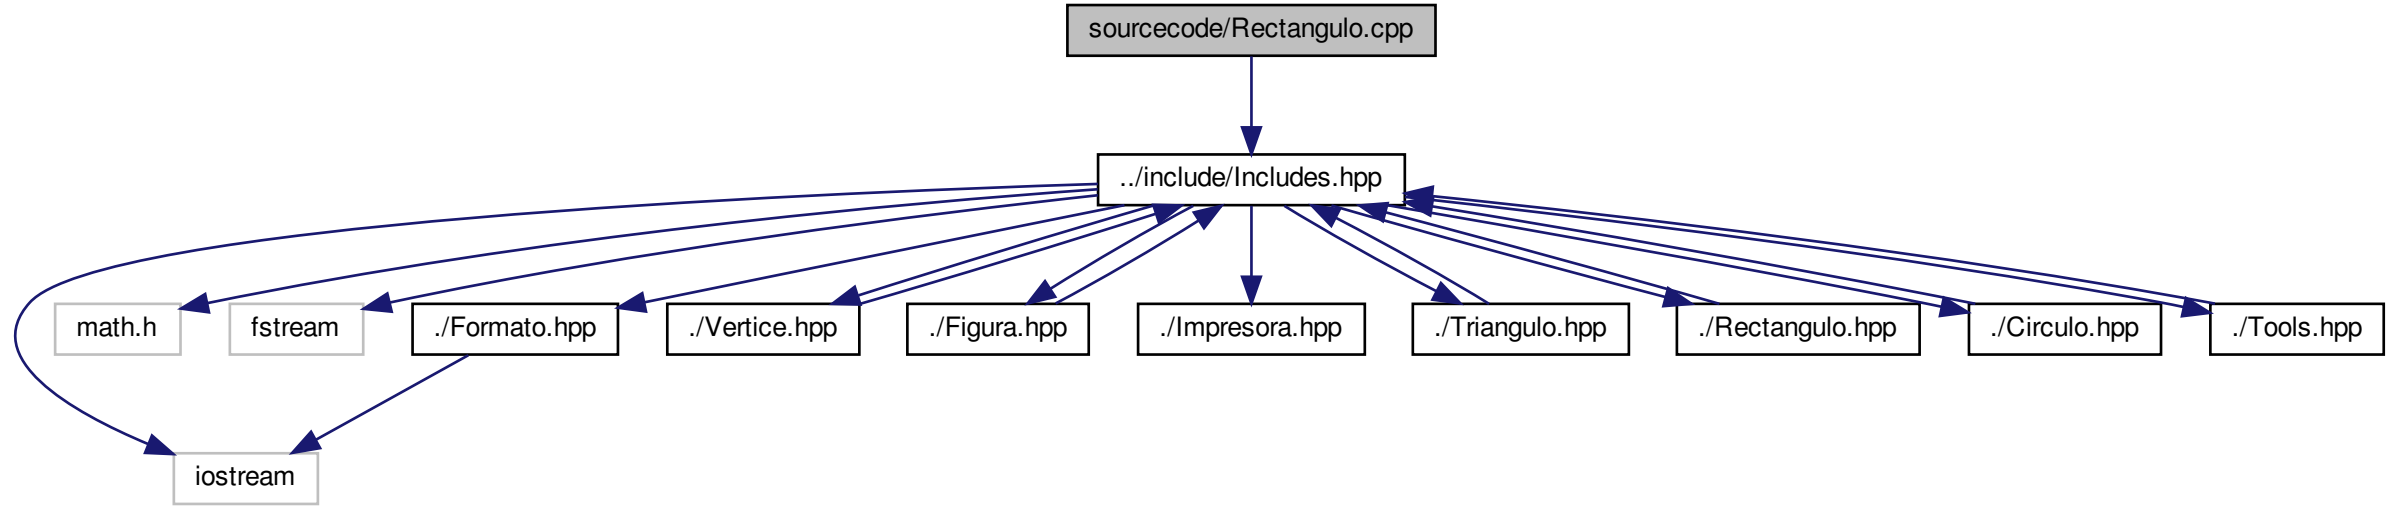 sourcecode/Rectangulo.cpp
../include/Includes.hpp
math.h
fstream
./Formato.hpp
./Vertice.hpp
./Figura.hpp
./Impresora.hpp
./Triangulo.hpp
./Rectangulo.hpp
./Circulo.hpp
./Tools.hpp
iostream